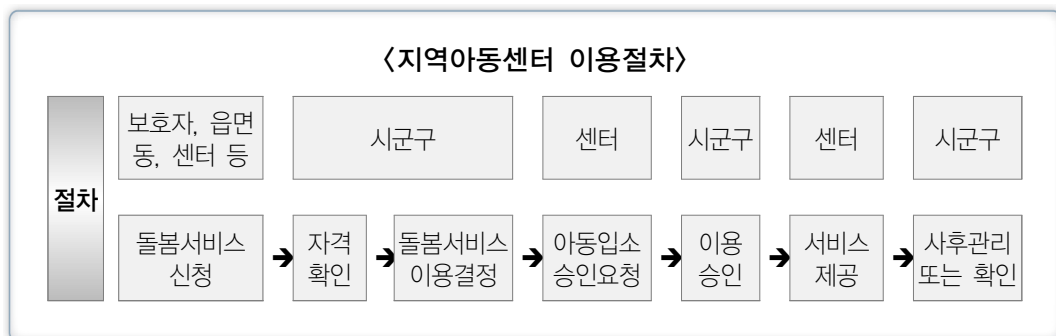 〈지역아동센터 이용절차〉
절차
보호자, 읍면
동, 센터 등
시군구
센터
시군구
센터
시군구
돌봄서비스
신청
➔
자격
확인
➔
돌봄서비스
이용결정
➔
아동입소
승인요청
➔
이용
승인
➔
서비스
제공
➔
사후관리
또는 확인